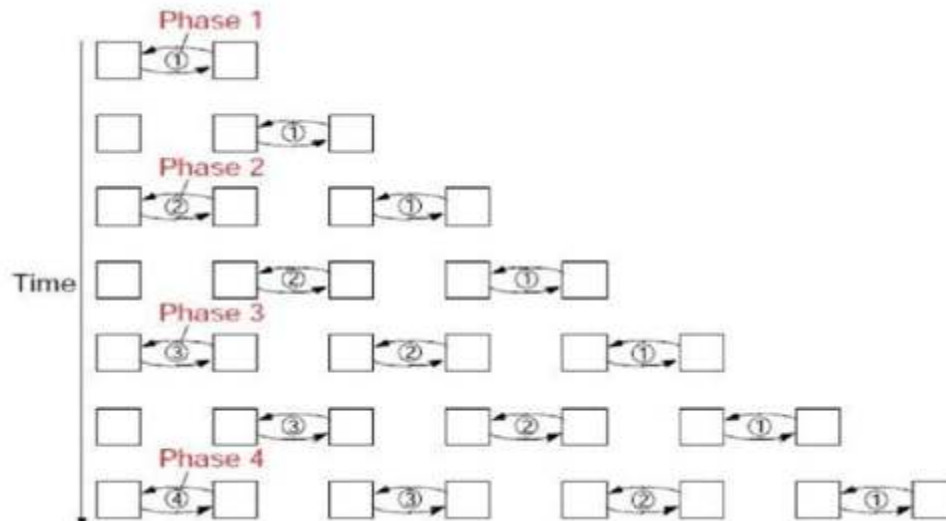 Phase 1
①
①
Phase 2
② ①
Time
② ①
Phase 3
③ ② ①
③ ② ①
Phase 4
④ ③ ② ①